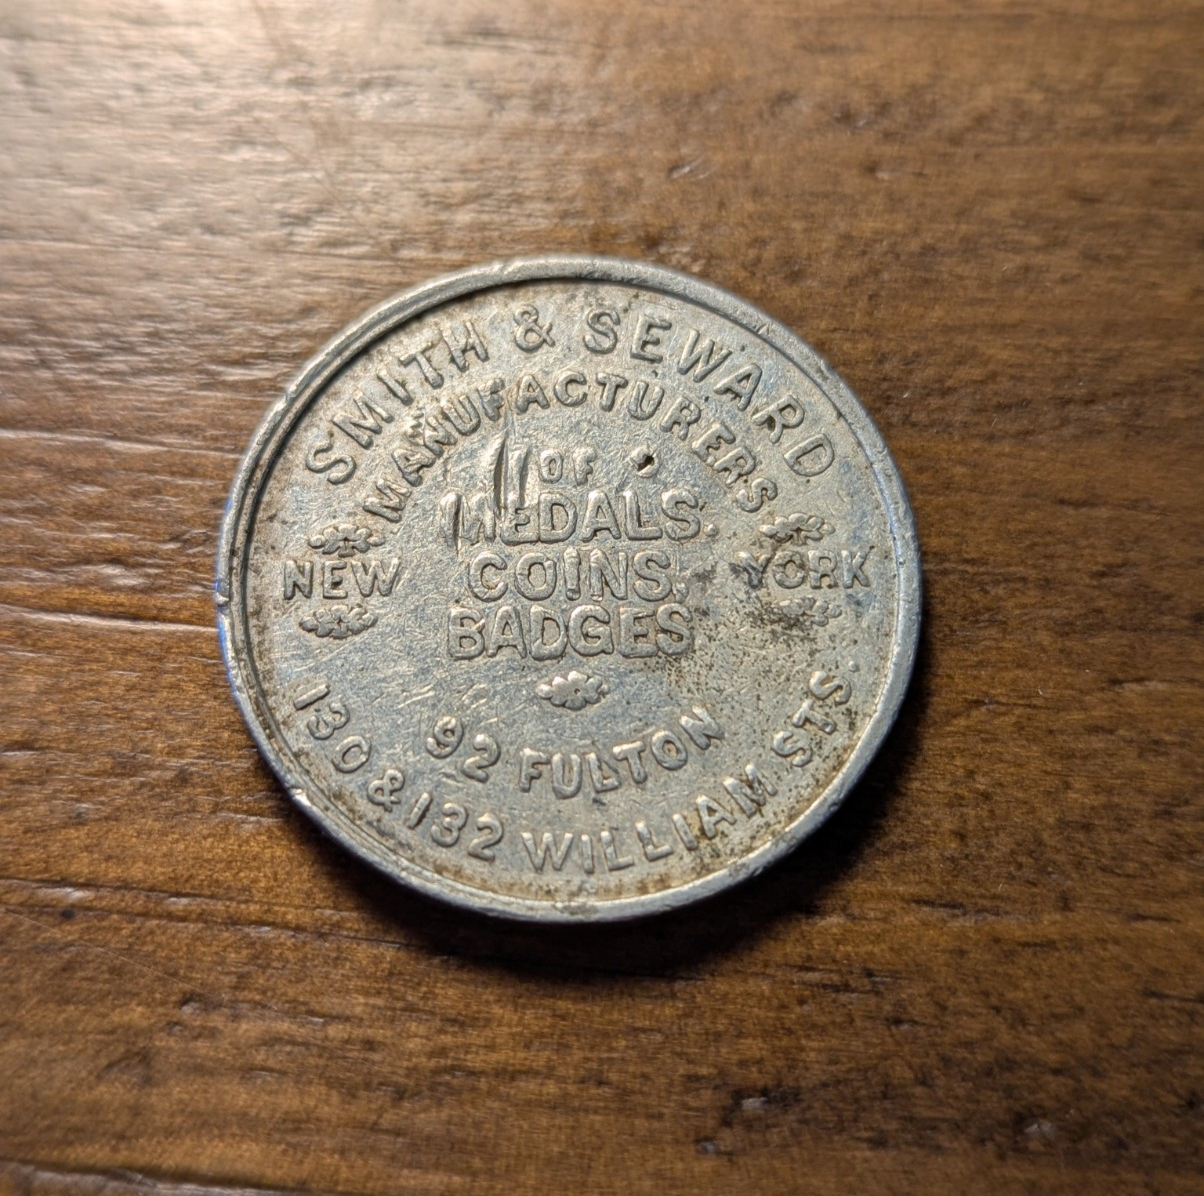 SMITH & SEWARD
MANUFACTURERS
OF
MEDALS.
COINS,
BADGES
NEW YORK
92 FULTON
130 & 132 WILLIAM STS.